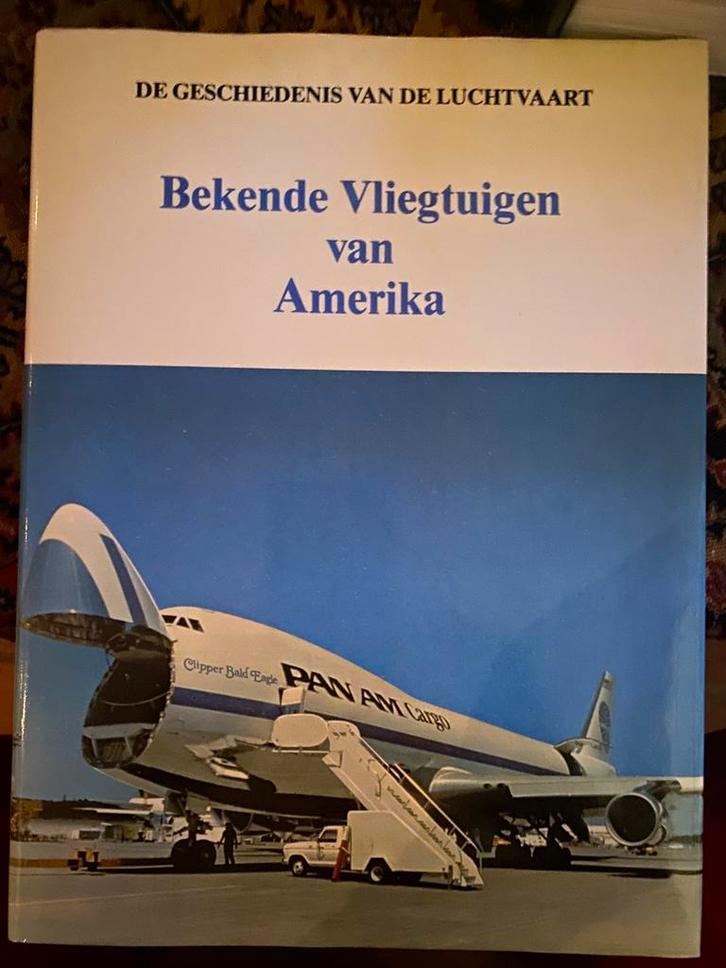 DE GESCHIEDENIS VAN DE LUCHTVAART
Bekende Vliegtuigen
van
Amerika
Clipper Bald Eagle
PAN AM Cargo